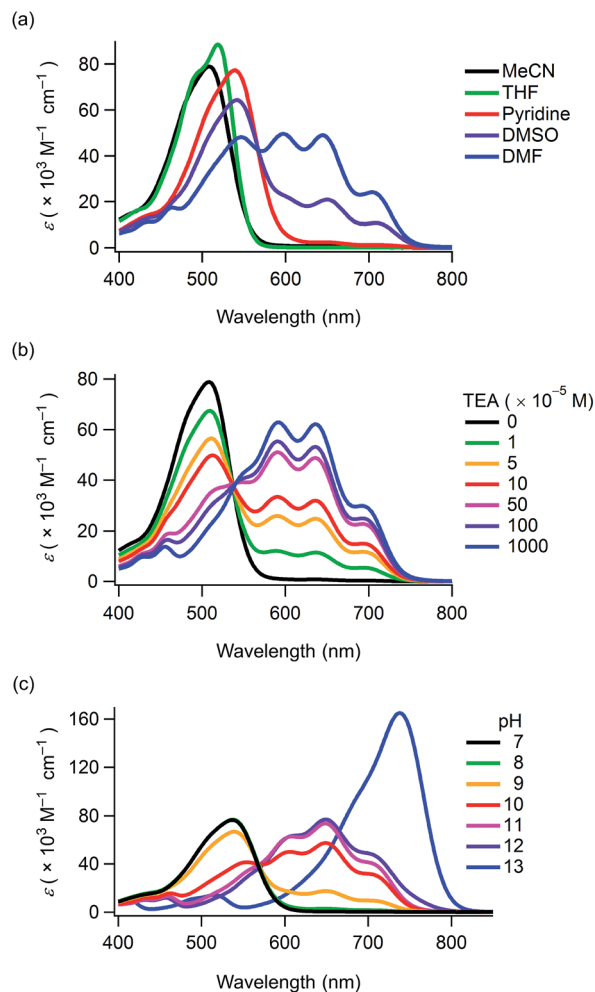 (a)
80
60
40
20
0
ε ( × 10³ M⁻¹ cm⁻¹)
MeCN
THF
Pyridine
DMSO
DMF
400 500 600 700 800
Wavelength (nm)
(b)
80
60
40
20
0
ε ( × 10³ M⁻¹ cm⁻¹)
TEA ( × 10⁻⁵ M)
0
1
5
10
50
100
1000
400 500 600 700 800
Wavelength (nm)
(c)
160
120
80
40
0
ε ( × 10³ M⁻¹ cm⁻¹)
pH
7
8
9
10
11
12
13
400 500 600 700 800
Wavelength (nm)